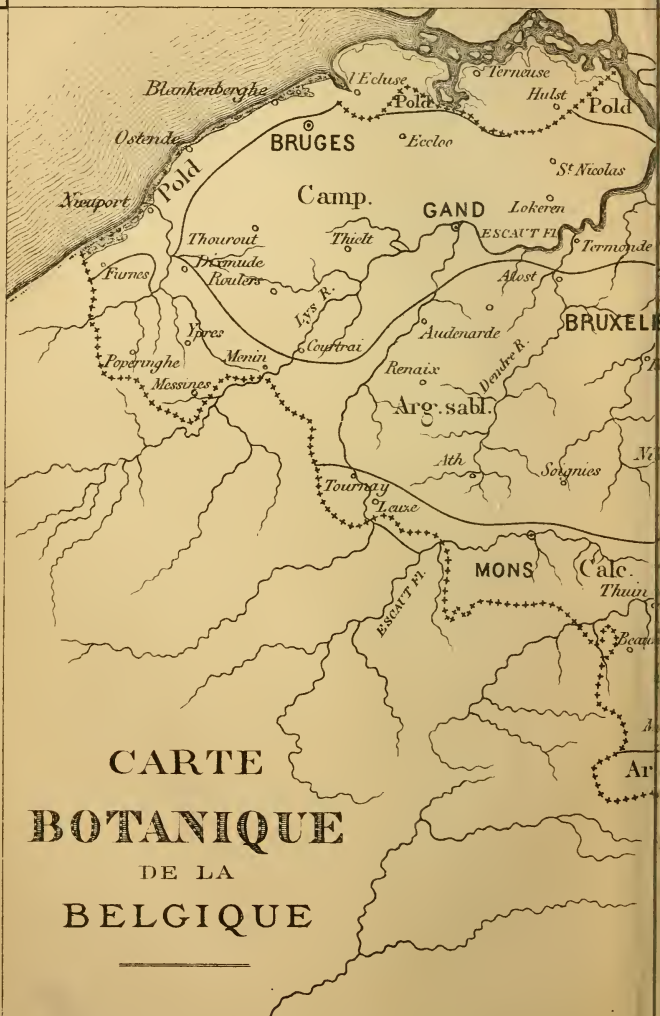 l'Ecluse
Terneuse
Blankenberghe
Hulst
Pold
Pold
Ostende
BRUGES
Eccloo
Pold
St Nicolas
Camp.
Nieuport
GAND
Lokeren
ESCAUT Fl.
Thourout
Thielt
Termonde
Dixmude
Furnes
Roulers
Alost
Lys R.
BRUXEL
Ypres
Audenarde
Courtrai
Poperinghe
Menin
Renaix
Dendre R.
Messines
Arg. sabl.
Ath
Soignies
Tournay
Leuze
MONS
Calc.
Thuin
ESCAUT Fl.
Ar
CARTE
BOTANIQUE
DE LA
BELGIQUE